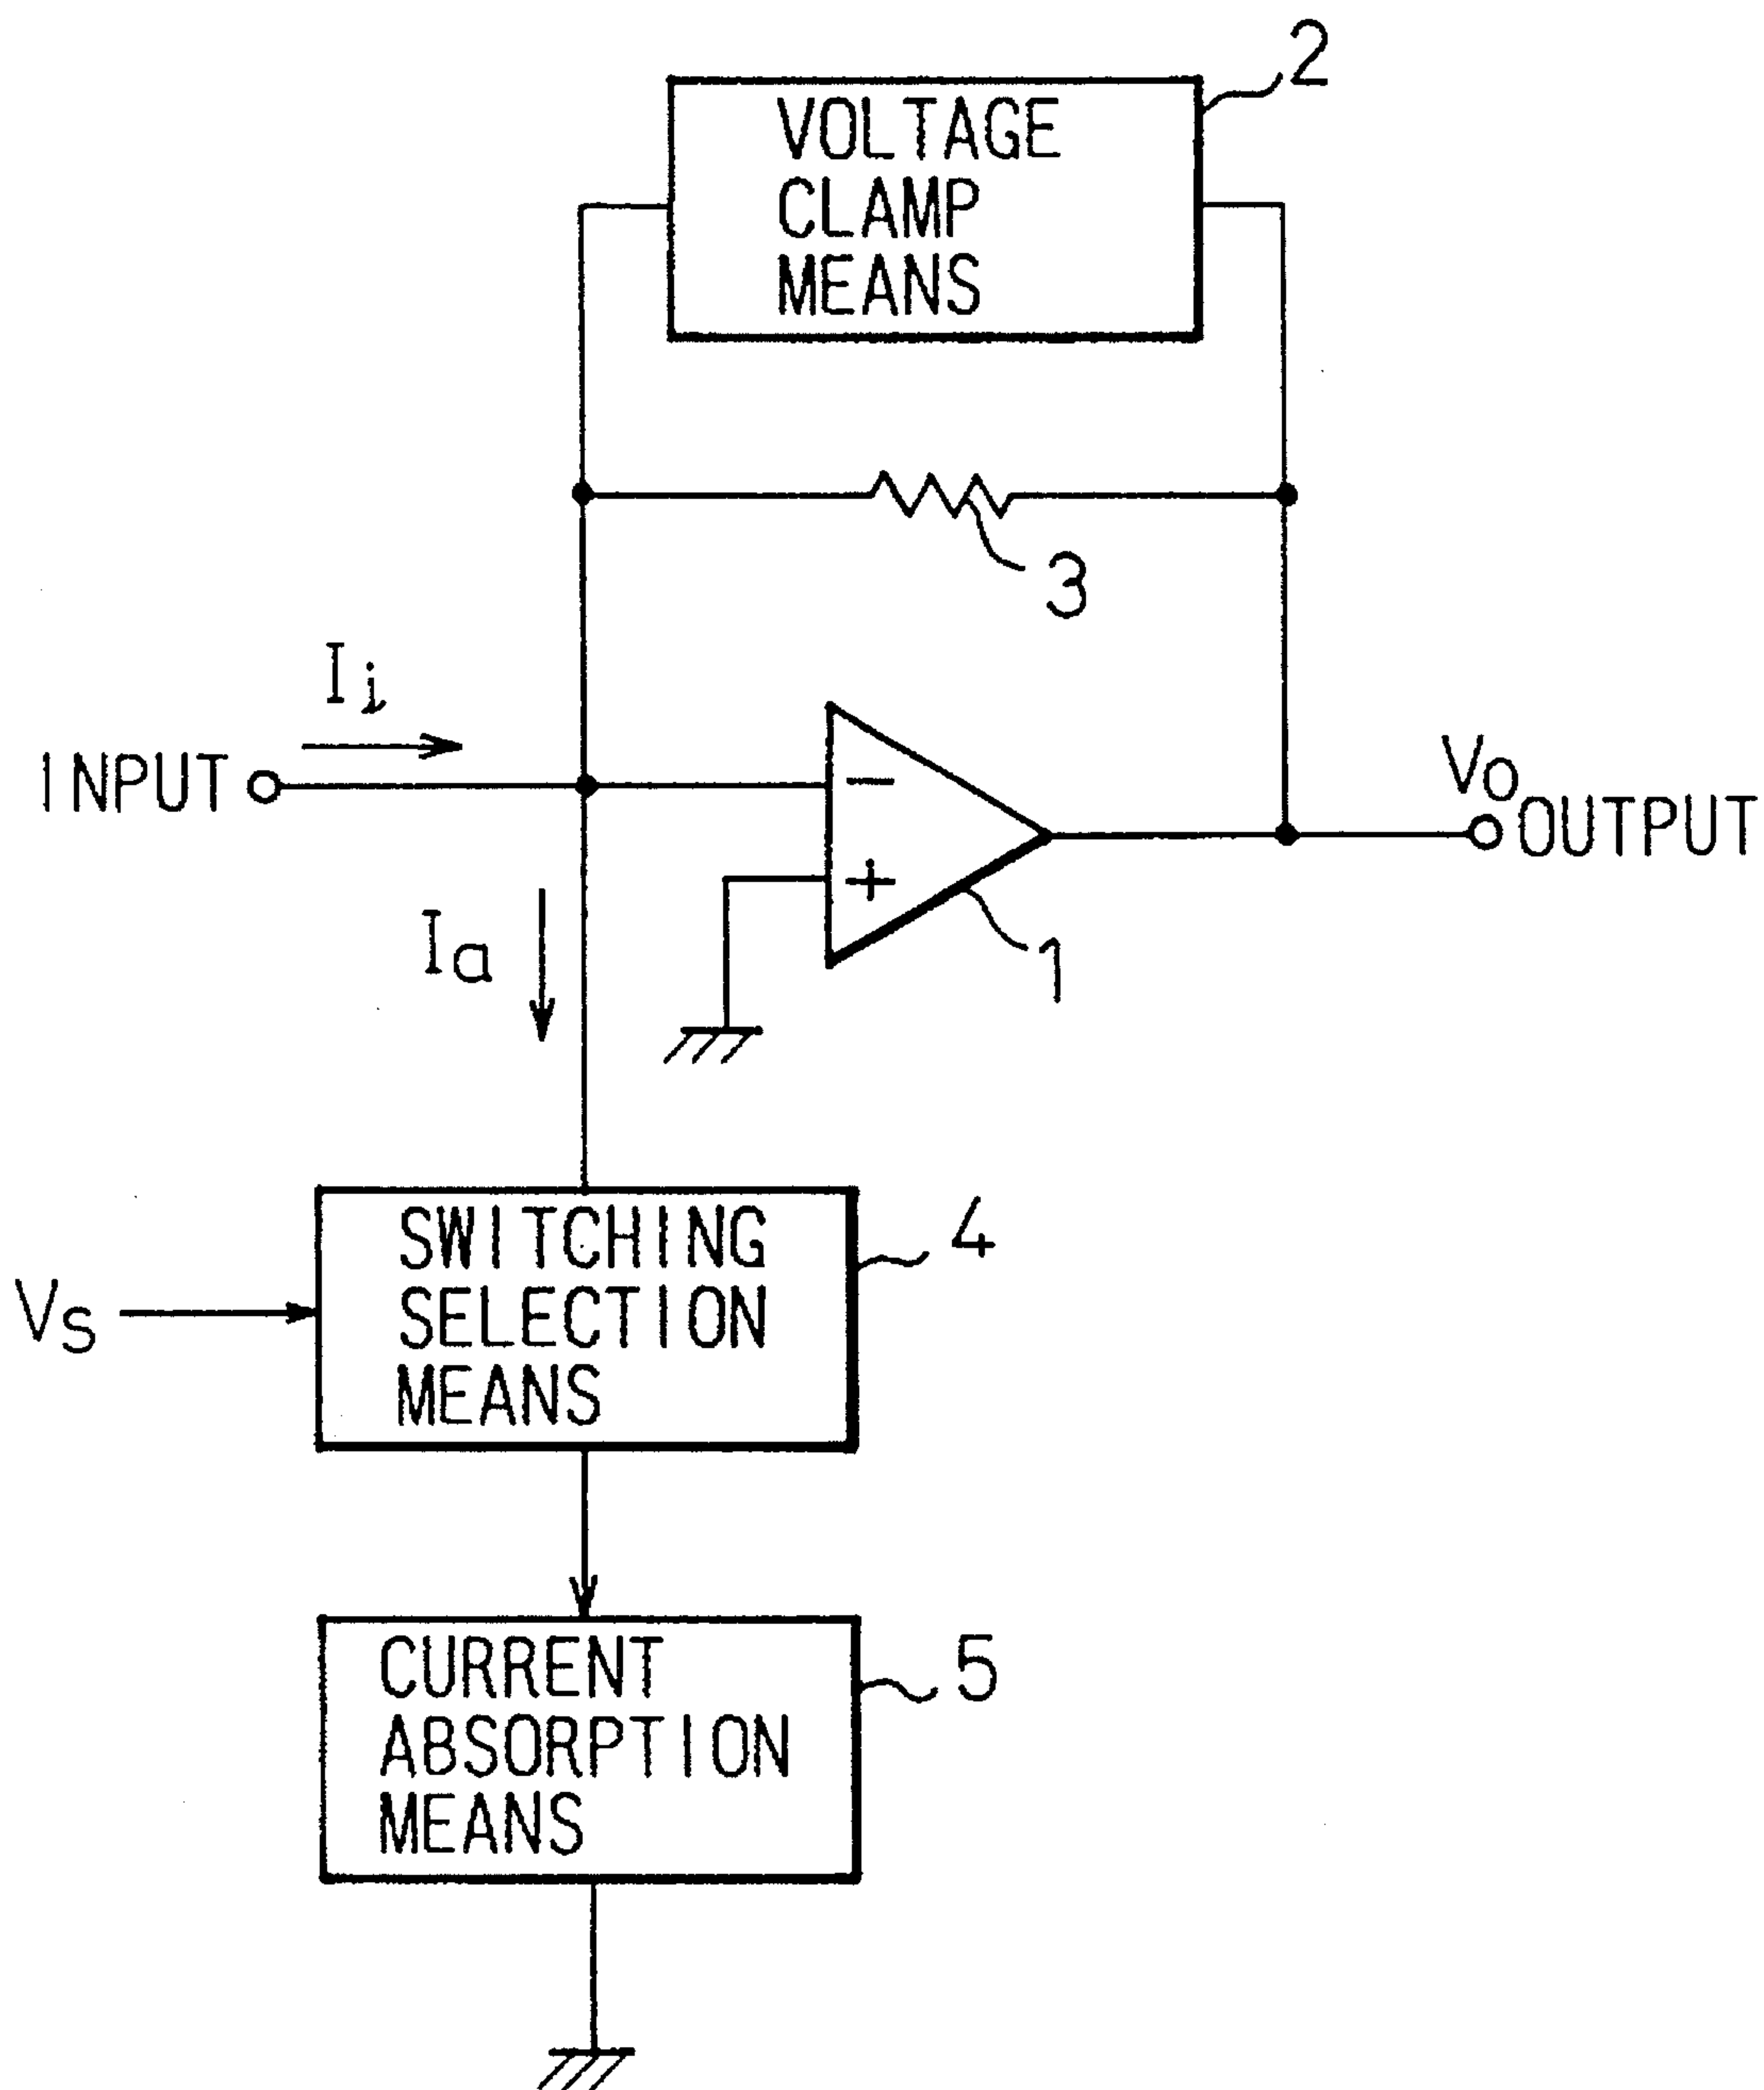 2
VOLTAGE
CLAMP
MEANS
3
Ii
INPUT
−
+
Vo
OUTPUT
1
Ia
SWITCHING
SELECTION
MEANS
4
Vs
CURRENT
ABSORPTION
MEANS
5